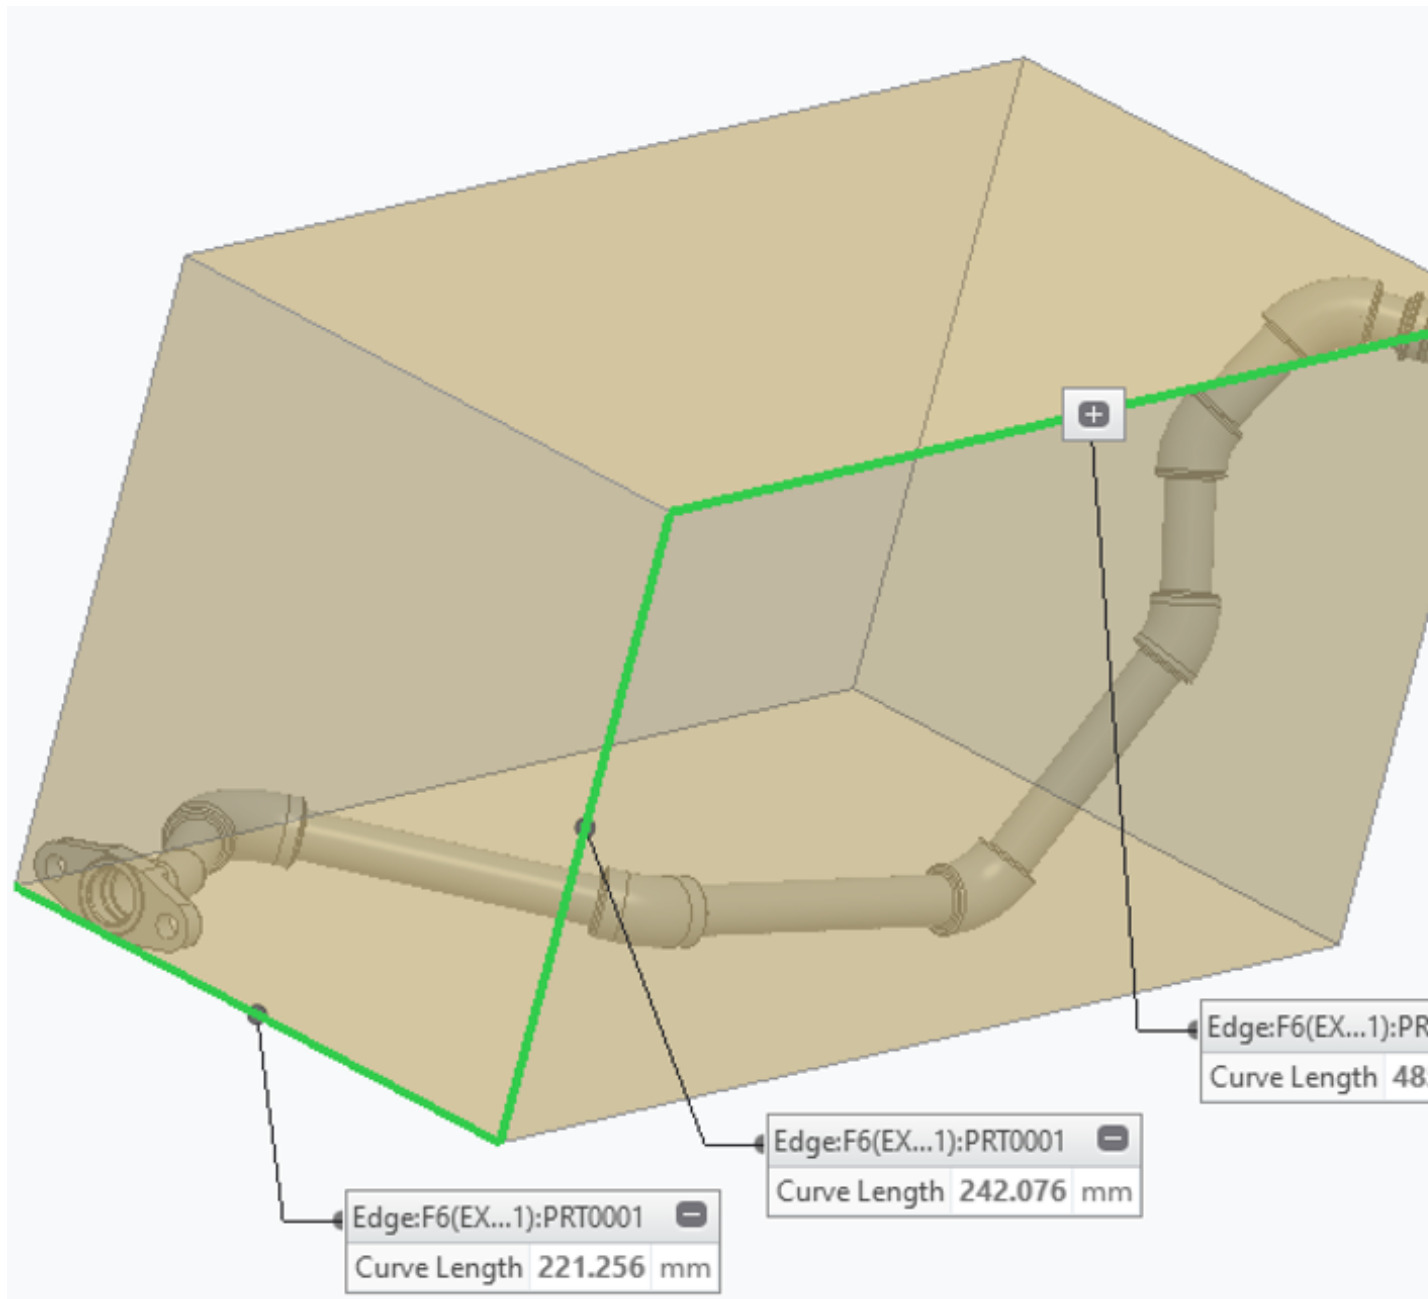 Edge:F6(EX...1):PR
Curve Length 48.
Edge:F6(EX...1):PRT0001
Curve Length 242.076 mm
Edge:F6(EX...1):PRT0001
Curve Length 221.256 mm